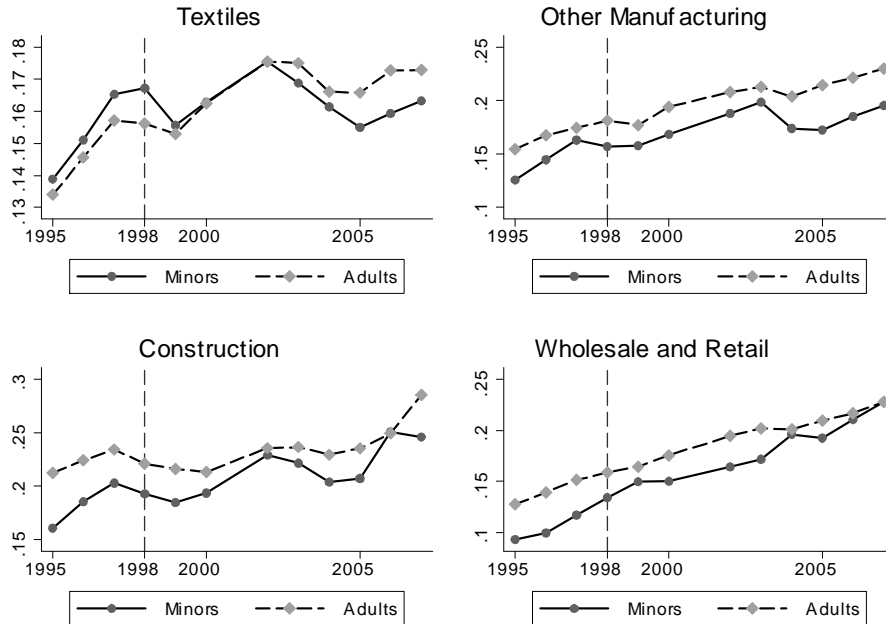 Textiles
.13 .14 .15 .16 .17 .18
1995 1998 2000 2005
Minors Adults
Other Manufacturing
.1 .15 .2 .25
1995 1998 2000 2005
Minors Adults
Construction
.15 .2 .25 .3
1995 1998 2000 2005
Minors Adults
Wholesale and Retail
.1 .15 .2 .25
1995 1998 2000 2005
Minors Adults